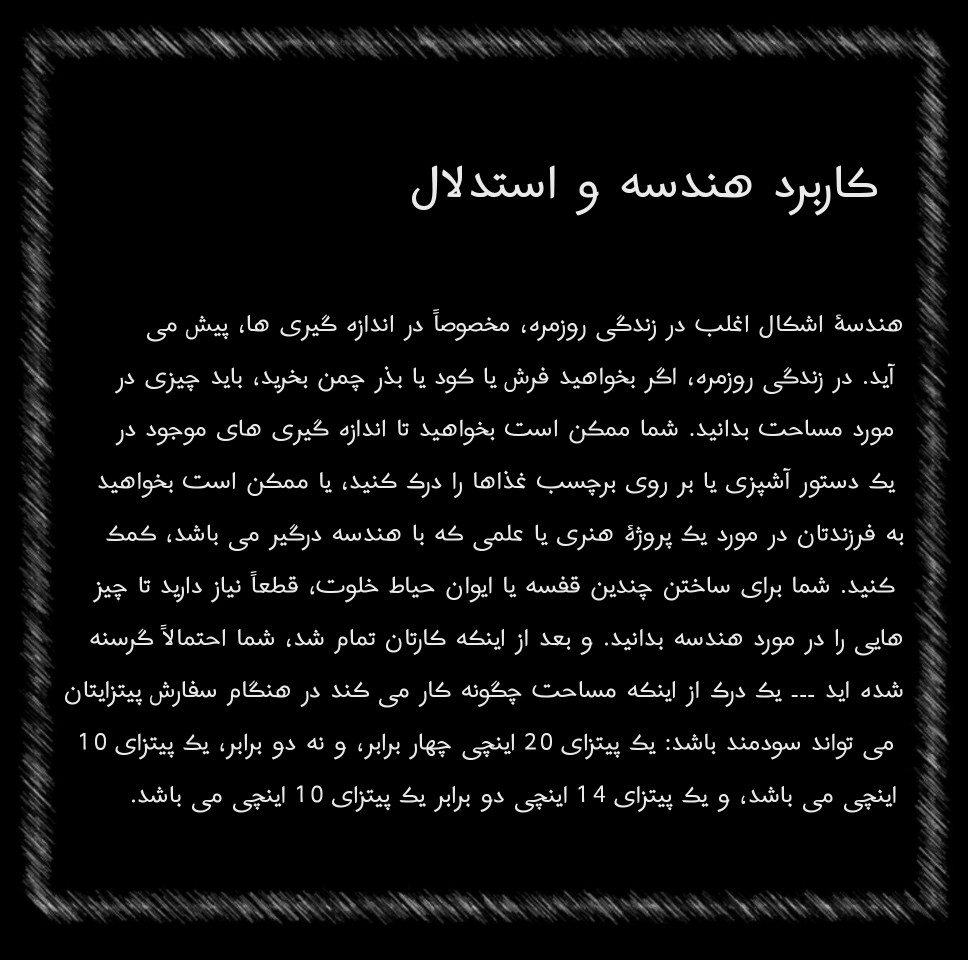 کاربرد هندسه و استدلال
هندسهٔ اشکال اغلب در زندگی روزمره، مخصوصاً در اندازه گیری ها، پیش می
آید. در زندگی روزمره، اگر بخواهید فرش یا کود یا بذر چمن بخرید، باید چیزی در
مورد مساحت بدانید. شما ممکن است بخواهید تا اندازه گیری های موجود در
یک دستور آشپزی یا بر روی برچسب غذاها را درک کنید، یا ممکن است بخواهید
به فرزندتان در مورد یک پروژهٔ هنری یا علمی که با هندسه درگیر می باشد، کمک
کنید. شما برای ساختن چندین قفسه یا ایوان حیاط خلوت، قطعاً نیاز دارید تا چیز
هایی را در مورد هندسه بدانید. و بعد از اینکه کارتان تمام شد، شما احتمالاً گرسنه
شده اید --- یک درک از اینکه مساحت چگونه کار می کند در هنگام سفارش پیتزایتان
می تواند سودمند باشد: یک پیتزای 20 اینچی چهار برابر، و نه دو برابر، یک پیتزای 10
اینچی می باشد، و یک پیتزای 14 اینچی دو برابر یک پیتزای 10 اینچی می باشد.